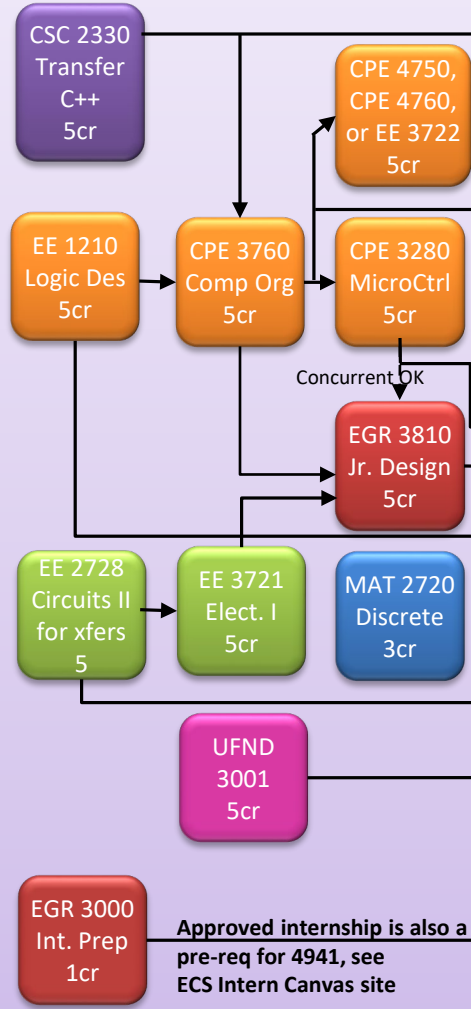 CSC 2330
Transfer
C++
5cr
CPE 4750,
CPE 4760,
or EE 3722
5cr
EE 1210
Logic Des
5cr
CPE 3760
Comp Org
5cr
CPE 3280
MicroCtrl
5cr
Concurrent OK
EGR 3810
Jr. Design
5cr
EE 2728
Circuits II
for xfers
5
EE 3721
Elect. I
5cr
MAT 2720
Discrete
3cr
UFND
3001
5cr
EGR 3000
Int. Prep
1cr
Approved internship is also a
pre-req for 4941, see
ECS Intern Canvas site